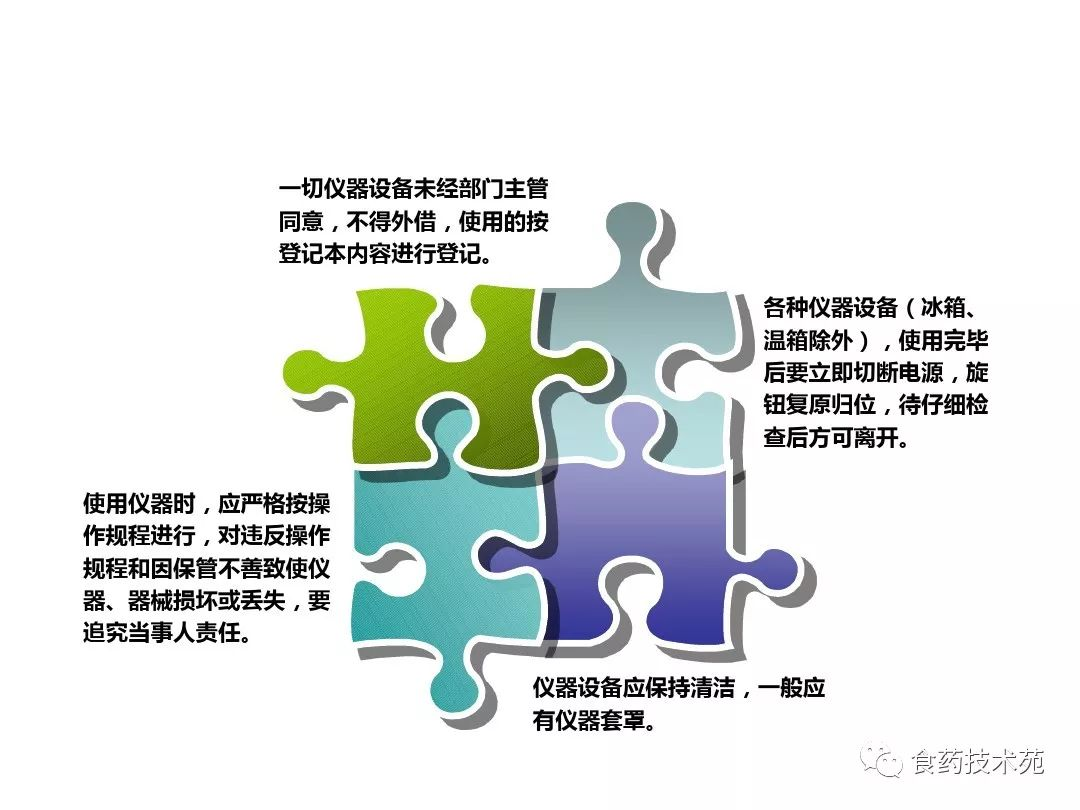 一切仪器设备未经部门主管
同意，不得外借，使用的按
登记本内容进行登记。
各种仪器设备（冰箱、
温箱除外），使用完毕
后要立即切断电源，旋
钮复原归位，待仔细检
查后方可离开。
使用仪器时，应严格按操
作规程进行，对违反操作
规程和因保管不善致使仪
器、器械损坏或丢失，要
追究当事人责任。
仪器设备应保持清洁，一般应
有仪器套罩。
食药技术苑